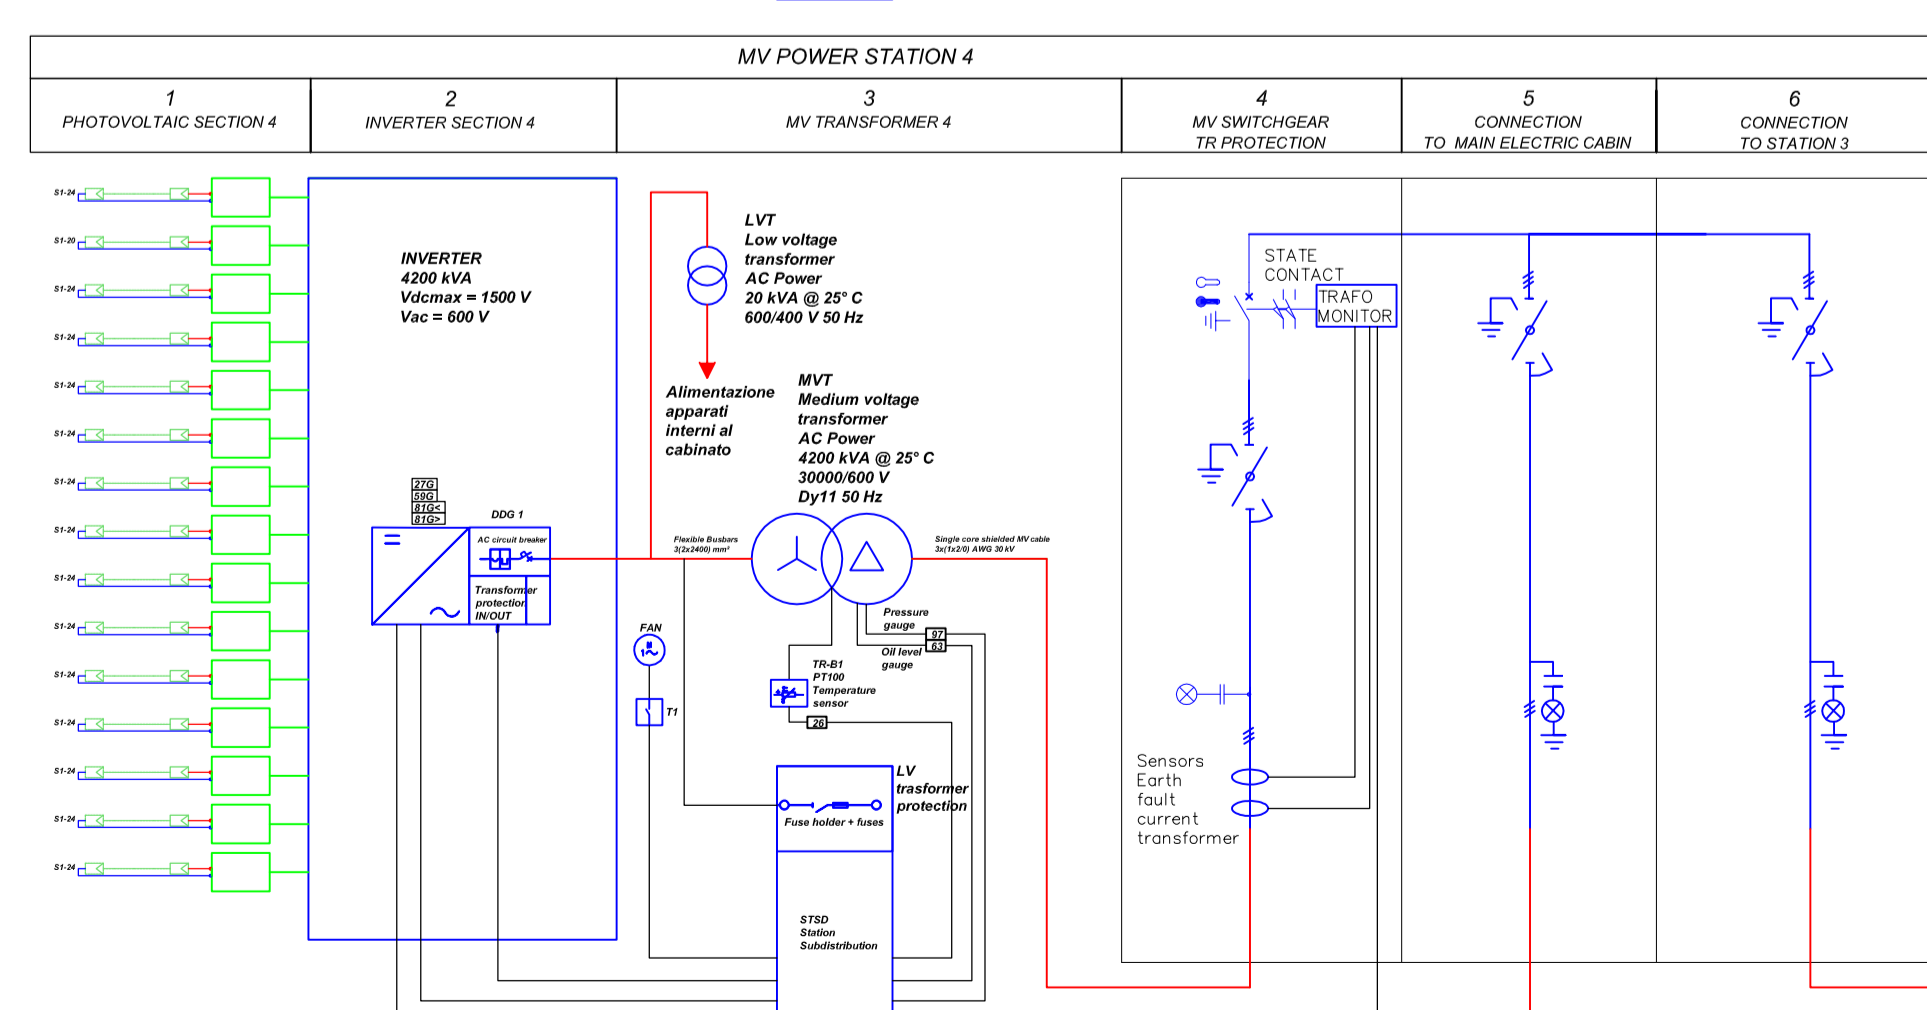 MV POWER STATION 4
1
PHOTOVOLTAIC SECTION 4
2
INVERTER SECTION 4
3
MV TRANSFORMER 4
4
MV SWITCHGEAR
TR PROTECTION
5
CONNECTION
TO MAIN ELECTRIC CABIN
6
CONNECTION
TO STATION 3
S1-24
S1-20
S1-24
S1-24
S1-24
S1-24
S1-24
S1-24
S1-24
S1-24
S1-24
S1-24
S1-24
S1-24
S1-24
INVERTER
4200 kVA
Vdcmax = 1500 V
Vac = 600 V
27G
59G
81G<
81G>
DDG 1
AC circuit breaker
Transformer
protection
IN/OUT
LVT
Low voltage
transformer
AC Power
20 kVA @ 25° C
600/400 V 50 Hz
Alimentazione
apparati
interni al
cabinato
MVT
Medium voltage
transformer
AC Power
4200 kVA @ 25° C
30000/600 V
Dy11 50 Hz
Flexible Busbars
3(2x2400) mm²
Single core shielded MV cable
3x(1x2/0) AWG 30 kV
FAN
M
1~
T1
Pressure
gauge
97
63
Oil level
gauge
TR-B1
PT100
Temperature
sensor
26
LV
trasformer
protection
Fuse holder + fuses
STSD
Station
Subdistribution
STATE
CONTACT
TRAFO
MONITOR
Sensors
Earth
fault
current
transformer